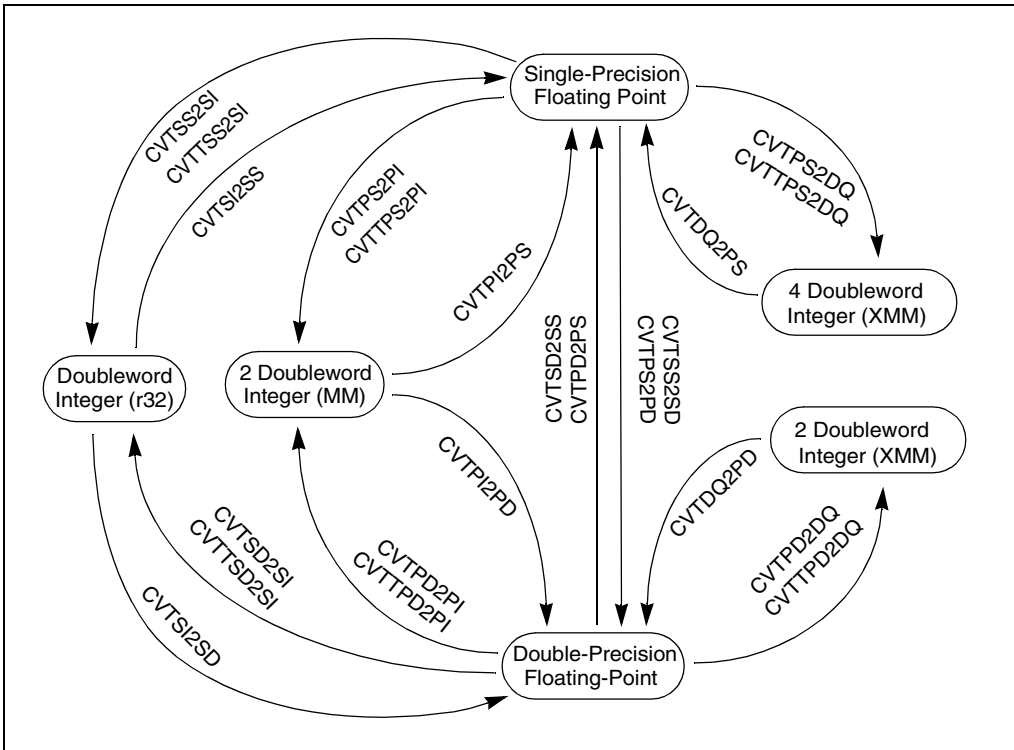 Single-Precision
Floating Point
CVTSS2SI
CVTTSS2SI
CVTSI2SS
CVTPS2PI
CVTTPS2PI
CVTPI2PS
CVTPS2DQ
CVTTPS2DQ
CVTDQ2PS
4 Doubleword
Integer (XMM)
Doubleword
Integer (r32)
2 Doubleword
Integer (MM)
CVTSD2SS
CVTPD2PS
CVTSS2SD
CVTPS2PD
2 Doubleword
Integer (XMM)
CVTPI2PD
CVTDQ2PD
CVTSD2SI
CVTTSD2SI
CVTPD2PI
CVTTPD2PI
CVTPD2DQ
CVTTPD2DQ
CVTSI2SD
Double-Precision
Floating-Point